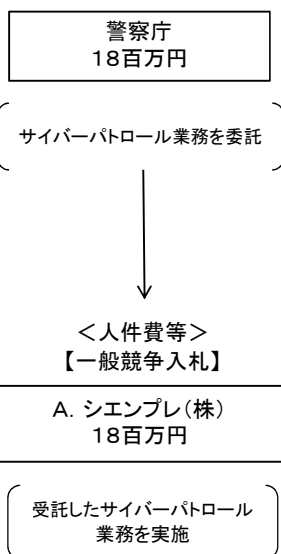 警察庁
18百万円
サイバーパトロール業務を委託
＜人件費等＞
【一般競争入札】
A. シエンプレ（株）
18百万円
受託したサイバーパトロール
業務を実施